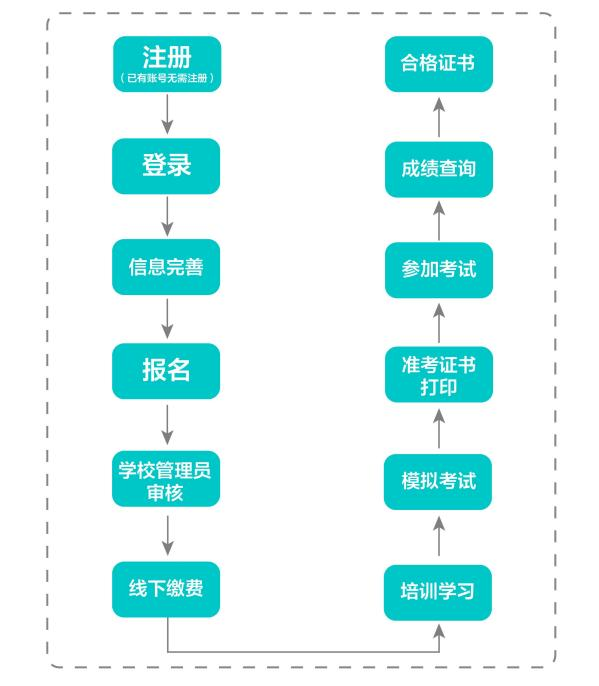 注册
（已有账号无需注册）
登录
信息完善
报名
学校管理员
审核
线下缴费
培训学习
模拟考试
准考证书
打印
参加考试
成绩查询
合格证书